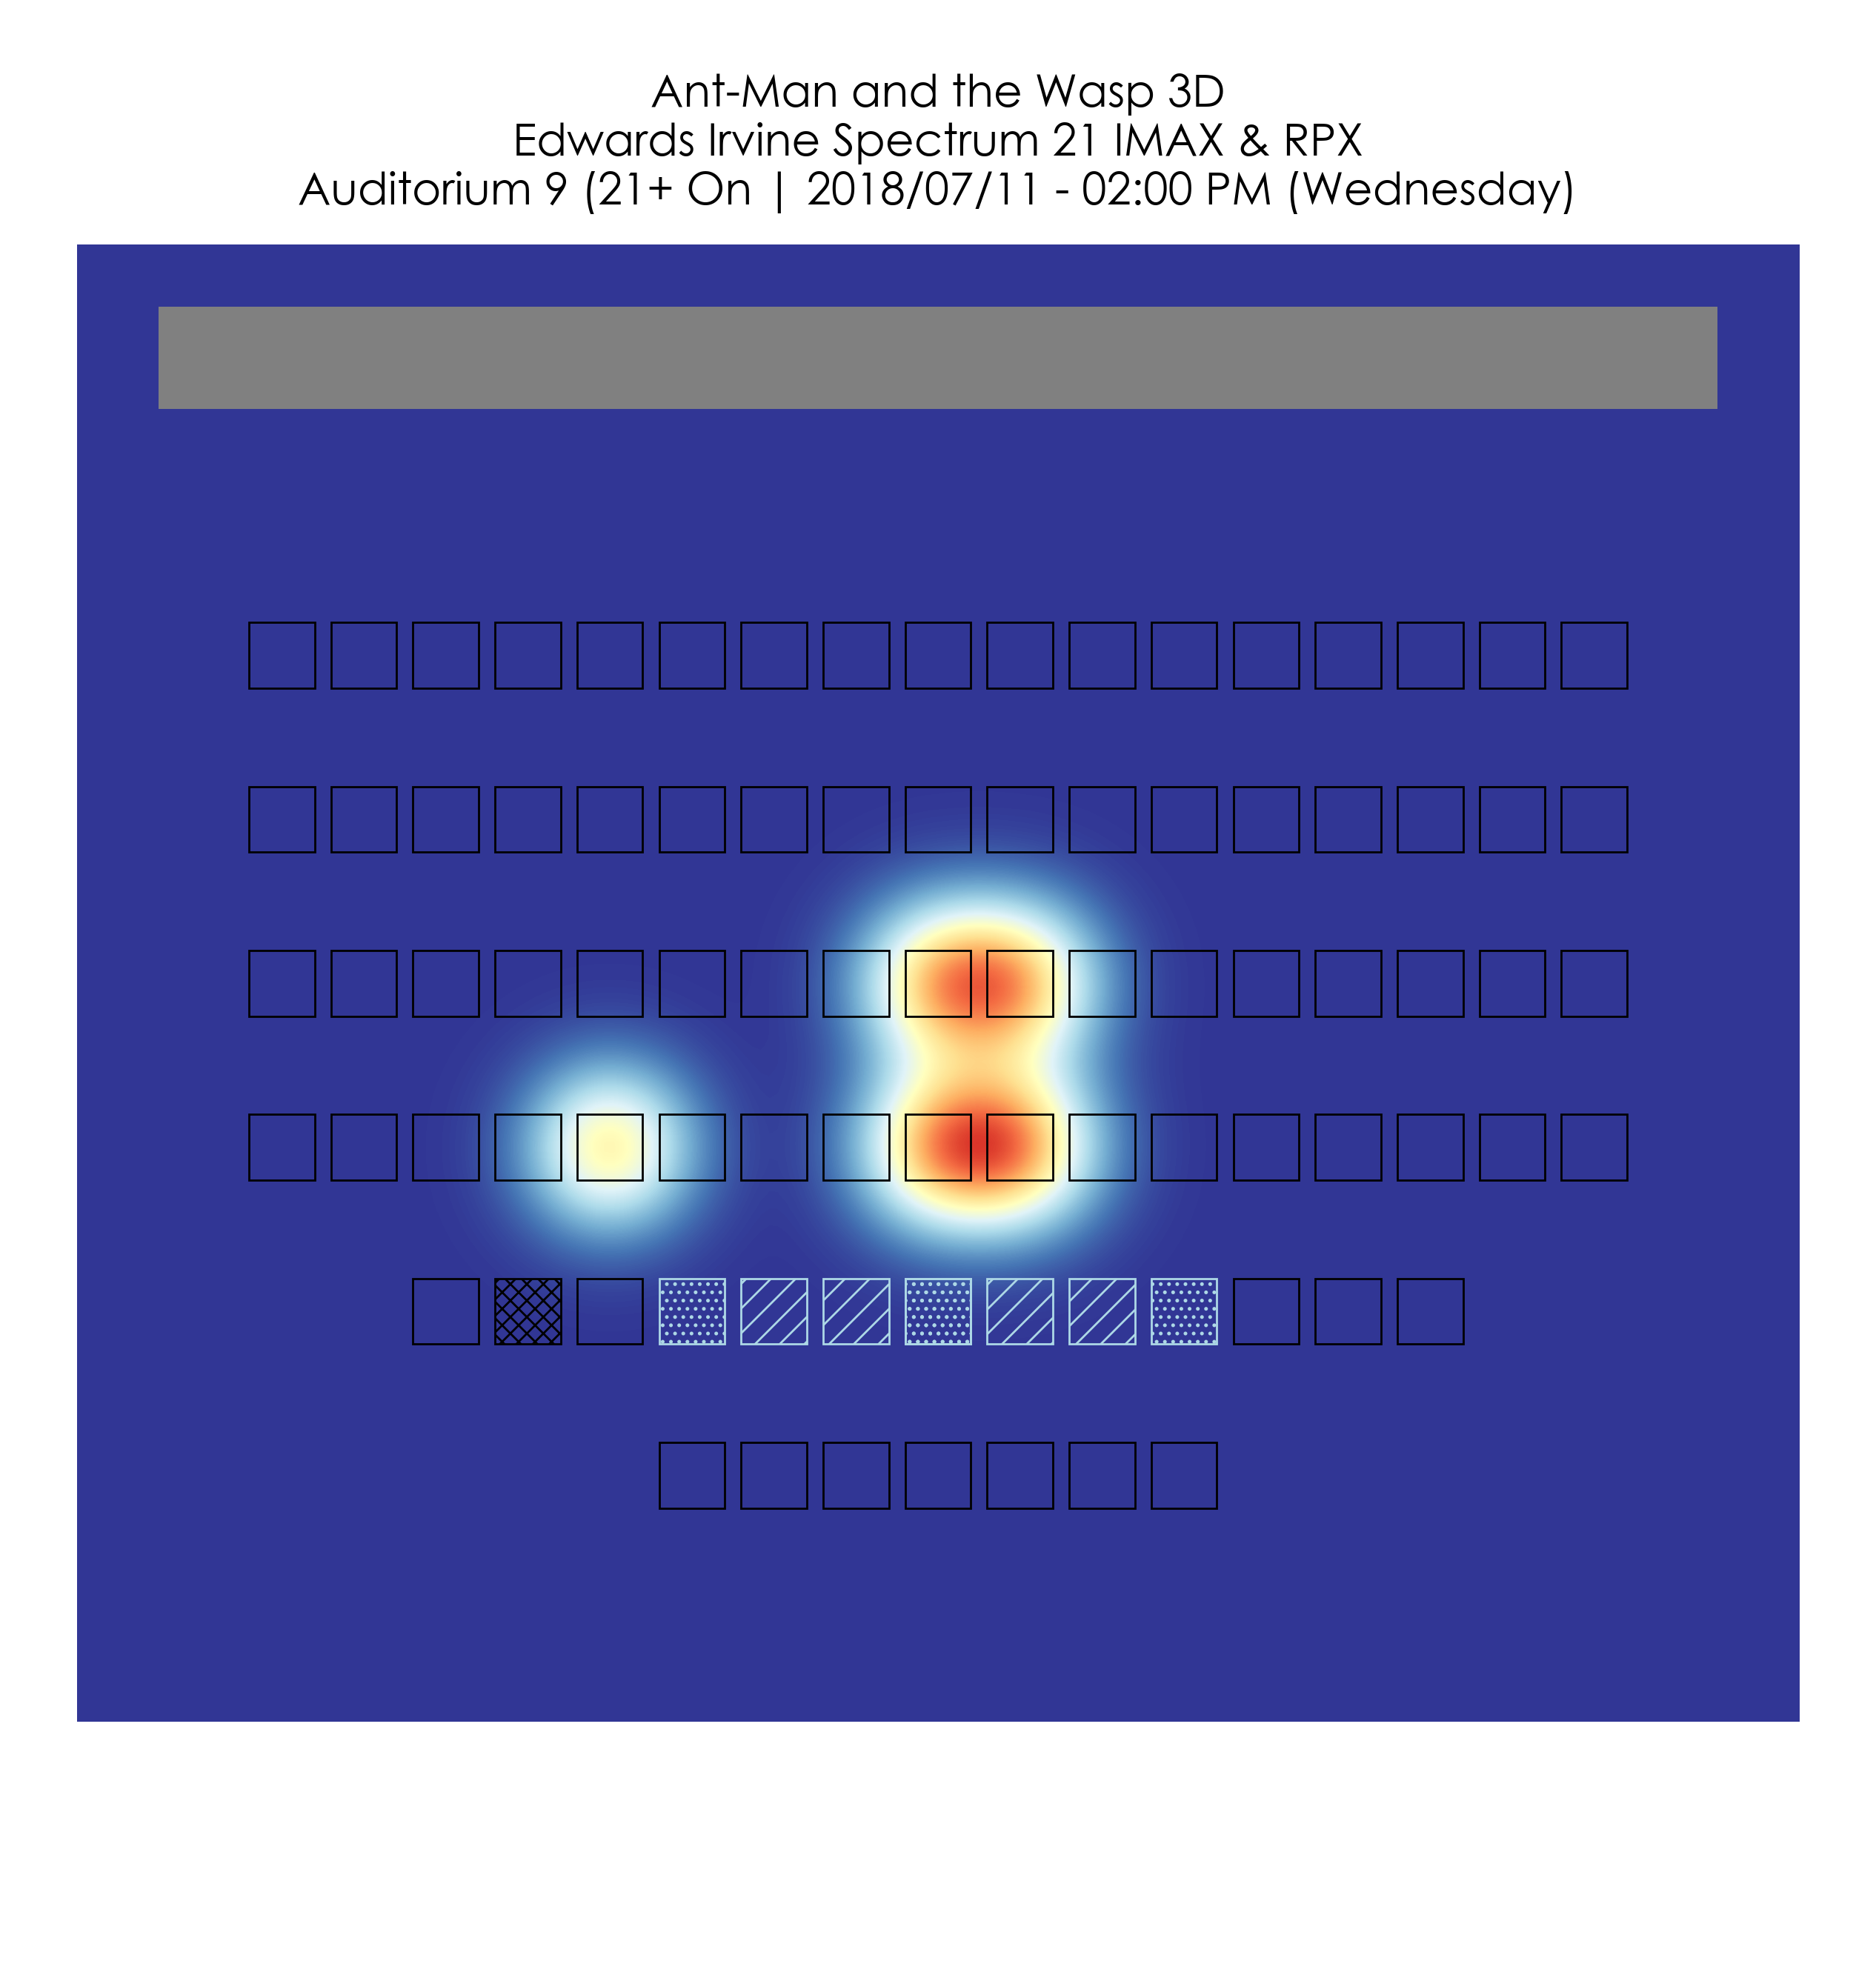 Ant-Man and the Wasp 3D
Edwards Irvine Spectrum 21 IMAX & RPX
Auditorium 9 (21+ On | 2018/07/11 - 02:00 PM (Wednesday)